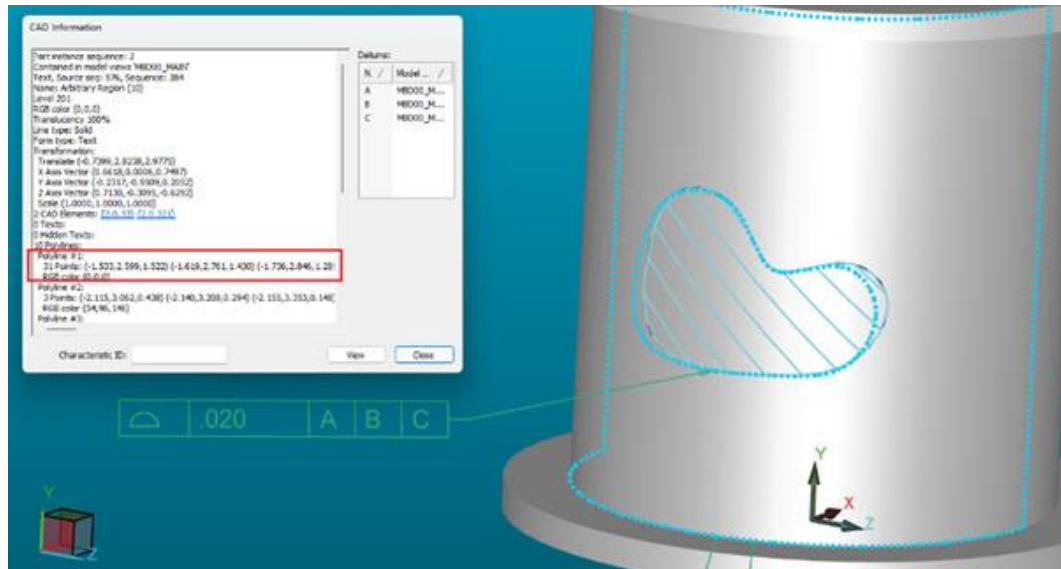 CAD Information
Part instance sequence: 2
Contained in model views 'MBD00_MAIN'
Text, Source seq: 576, Sequence: 384
Name: Arbitrary Region (10)
Level 201
RGB color (0,0,0)
Translucency 100%
Line type: Solid
Form type: Text
Transformation:
Translate (-0.7399,2.8238,2.9775)
X Axis Vector (0.6618,0.0006,0.7497)
Y Axis Vector (-0.2317,-0.9509,0.2052)
Z Axis Vector (0.7130,-0.3095,-0.6292)
Scale (1.0000,1.0000,1.0000)
2 CAD Elements:
0 Texts:
0 Hidden Texts:
10 Polylines:
Polyline #1:
31 Points: (-1.533,2.599,1.522) (-1.619,2.761,1.430) (-1.736,2.846,1.28
RGB color (0,0,0)
Polyline #2:
3 Points: (-2.115,3.062,0.438) (-2.140,3.208,0.294) (-2.153,3.353,0.148)
RGB color (54,96,146)
Polyline #3:
Datums:
N. / Model ... /
A MBD00_M...
B MBD00_M...
C MBD00_M...
Characteristic ID:
View Close
.020 A B C
Y
X
Z
Y
Z